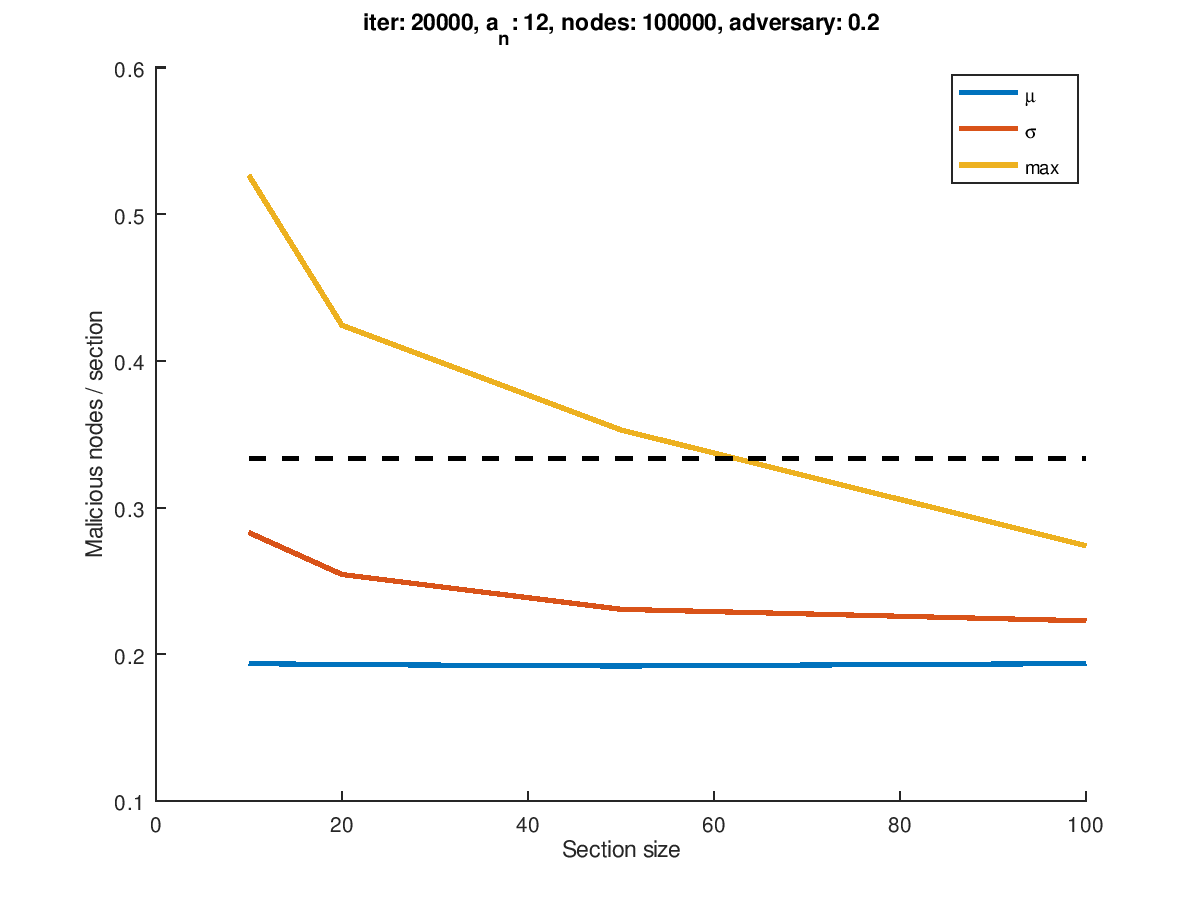 iter: 20000, aₙ: 12, nodes: 100000, adversary: 0.2
0.6
0.5
0.4
0.3
0.2
0.1
Malicious nodes / section
μ
σ
max
0 20 40 60 80 100
Section size